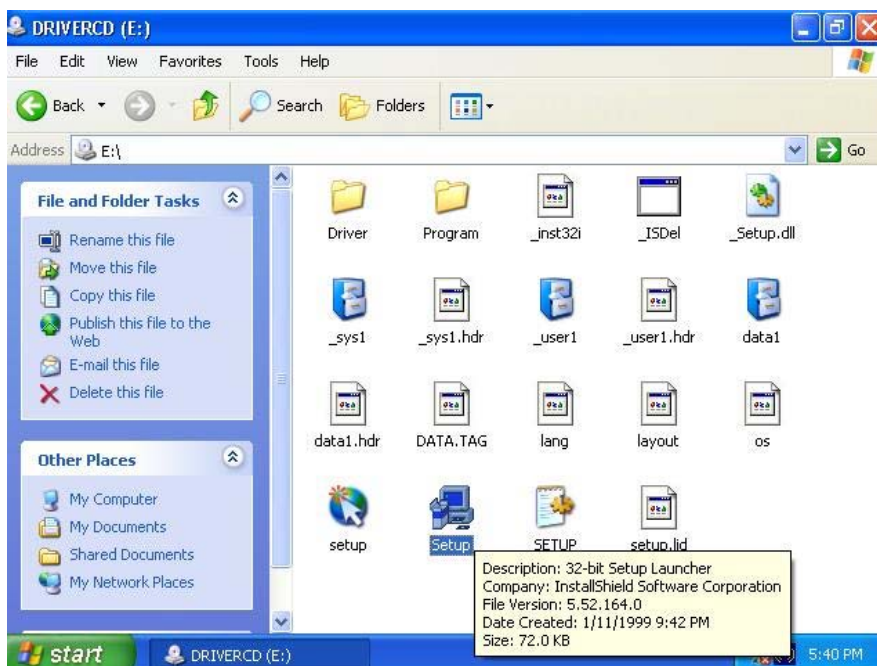 DRIVERCD (E:)
File Edit View Favorites Tools Help
Back Search Folders
Address E:\ Go
File and Folder Tasks
Rename this file
Move this file
Copy this file
Publish this file to the
Web
E-mail this file
Delete this file
Other Places
My Computer
My Documents
Shared Documents
My Network Places
Driver Program _inst32i _ISDel _Setup.dll
_sys1 _sys1.hdr _user1 _user1.hdr data1
data1.hdr DATA.TAG lang layout os
setup Setup SETUP setup.lid
Description: 32-bit Setup Launcher
Company: InstallShield Software Corporation
File Version: 5.52.164.0
Date Created: 1/11/1999 9:42 PM
Size: 72.0 KB
start DRIVERCD (E:) 5:40 PM